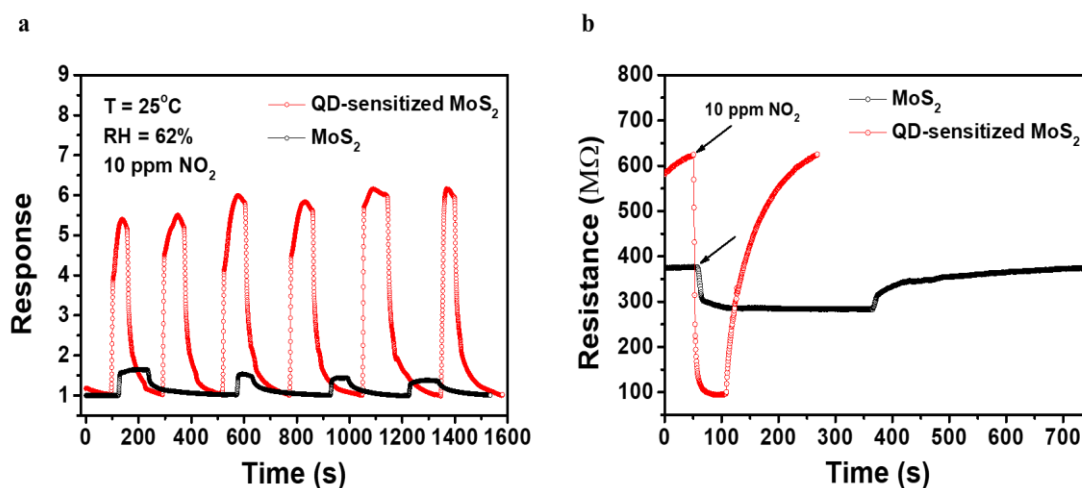 a
9
8
7
6
5
4
3
2
1
Response
T = 25°C
RH = 62%
10 ppm NO₂
QD-sensitized MoS₂
MoS₂
0 200 400 600 800 1000 1200 1400 1600
Time (s)
b
800
700
600
500
400
300
200
100
Resistance (MΩ)
10 ppm NO₂
MoS₂
QD-sensitized MoS₂
0 100 200 300 400 500 600 700
Time (s)